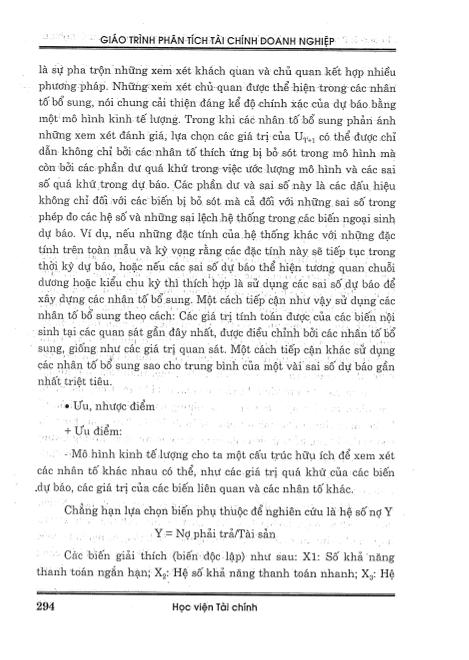 GIÁO TRÌNH PHÂN TÍCH TÀI CHÍNH DOANH NGHIỆP
là sự pha trộn những xem xét khách quan và chủ quan kết hợp nhiều
phương pháp. Những xem xét chủ quan được thể hiện trong các nhân
tố bổ sung, nói chung cải thiện đáng kể độ chính xác của dự báo bằng
một mô hình kinh tế lượng. Trong khi các nhân tố bổ sung phản ánh
những xem xét đánh giá, lựa chọn các giá trị của U_{T+1} có thể được chỉ
dẫn không chỉ bởi các nhân tố thích ứng bị bỏ sót trong mô hình mà
còn bởi các phần dư quá khứ trong việc ước lượng mô hình và các sai
số quá khứ trong dự báo. Các phần dư và sai số này là các dấu hiệu
không chỉ đối với các biến bị bỏ sót mà cả đối với những sai số trong
phép đo các hệ số và những sai lệch hệ thống trong các biến ngoại sinh
dự báo. Ví dụ, nếu những đặc tính của hệ thống khác với những đặc
tính trên toàn mẫu và kỳ vọng rằng các đặc tính này sẽ tiếp tục trong
thời kỳ dự báo, hoặc nếu các sai số dự báo thể hiện tương quan chuỗi
dương hoặc kiểu chu kỳ thì thích hợp là sử dụng các sai số dự báo để
xây dựng các nhân tố bổ sung. Một cách tiếp cận như vậy sử dụng các
nhân tố bổ sung theo cách: Các giá trị tính toán được của các biến nội
sinh tại các quan sát gần đây nhất, được điều chỉnh bởi các nhân tố bổ
sung, giống như các giá trị quan sát. Một cách tiếp cận khác sử dụng
các nhân tố bổ sung sao cho trung bình của một vài sai số dự báo gần
nhất triệt tiêu.
• Ưu, nhược điểm
+ Ưu điểm:
- Mô hình kinh tế lượng cho ta một cấu trúc hữu ích để xem xét
các nhân tố khác nhau có thể, như các giá trị quá khứ của các biến
dự báo, các giá trị của các biến liên quan và các nhân tố khác.
Chẳng hạn lựa chọn biến phụ thuộc để nghiên cứu là hệ số nợ Y
Y = Nợ phải trả/Tài sản
Các biến giải thích (biến độc lập) như sau: X1: Số khả năng
thanh toán ngắn hạn; X₂: Hệ số khả năng thanh toán nhanh; X₃: Hệ
294 Học viện Tài chính